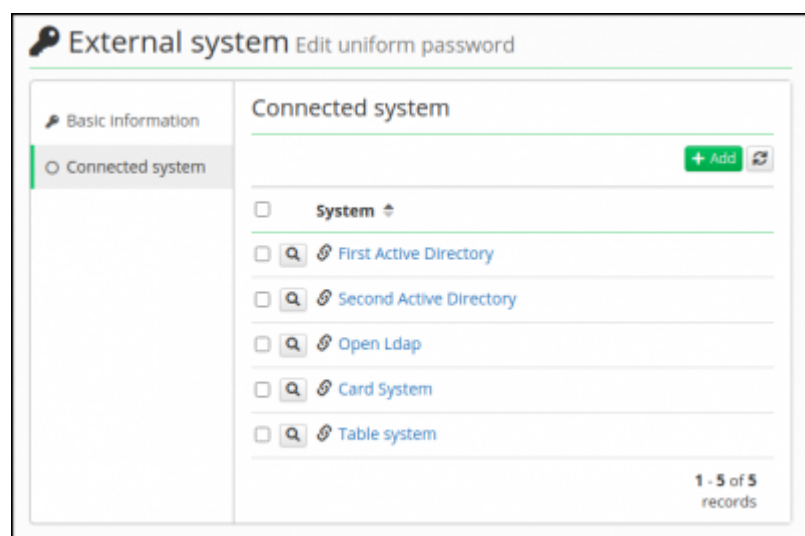 External system Edit uniform password
Basic information
Connected system
Connected system
+ Add
System
First Active Directory
Second Active Directory
Open Ldap
Card System
Table system
1 - 5 of 5
records